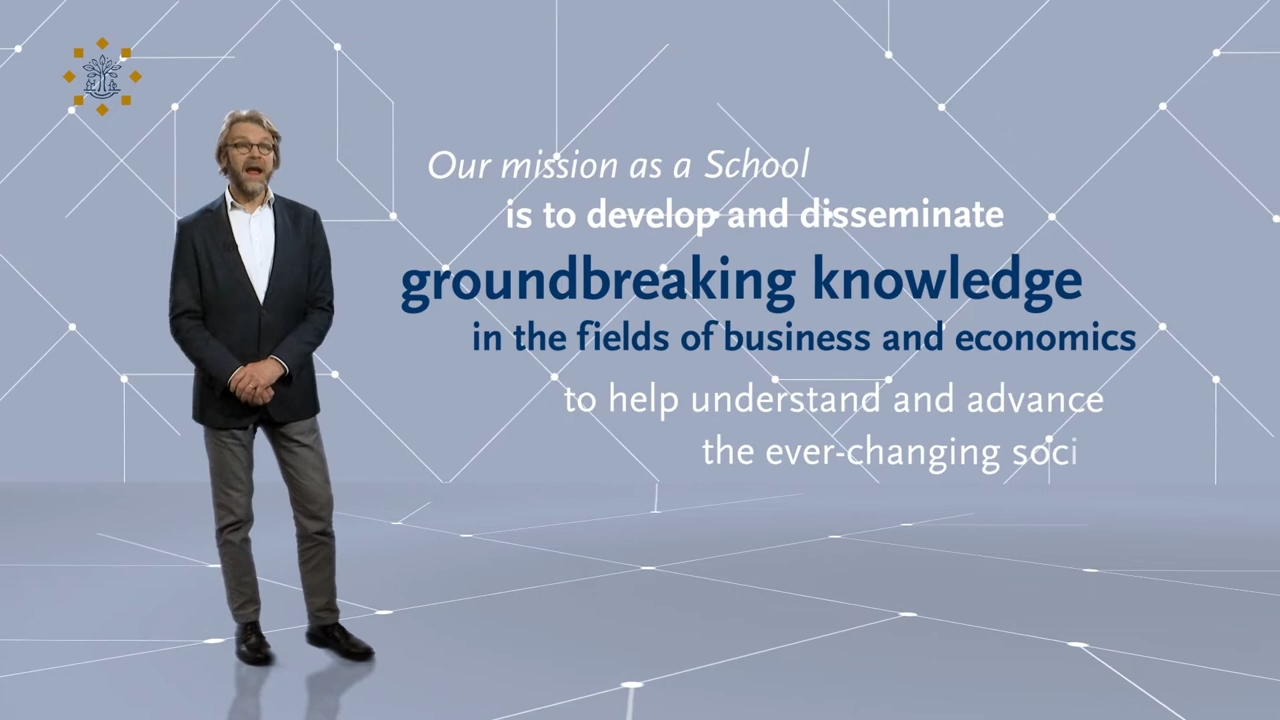 Our mission as a School
is to develop and disseminate
groundbreaking knowledge
in the fields of business and economics
to help understand and advance
the ever-changing soci